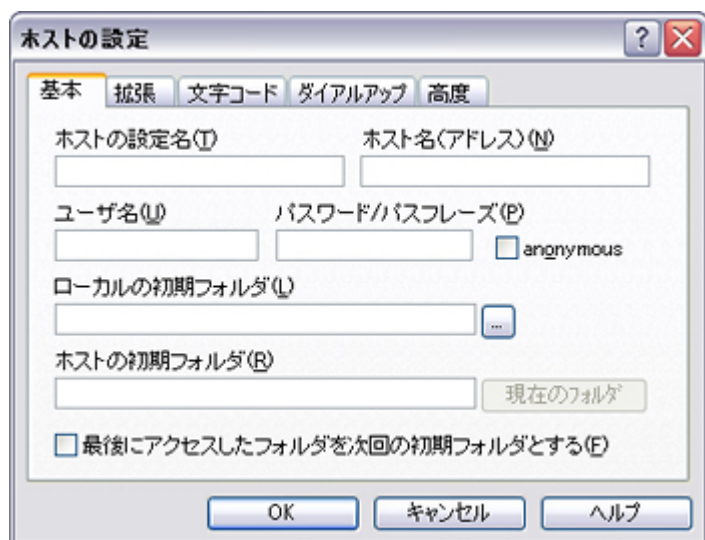 ホストの設定
基本 拡張 文字コード ダイアルアップ 高度
ホストの設定名(T) ホスト名(アドレス)(N)
ユーザ名(U) パスワード/パスフレーズ(P)
anonymous
ローカルの初期フォルダ(L)
...
ホストの初期フォルダ(R)
現在のフォルダ
最後にアクセスしたフォルダを次回の初期フォルダとする(F)
OK キャンセル ヘルプ